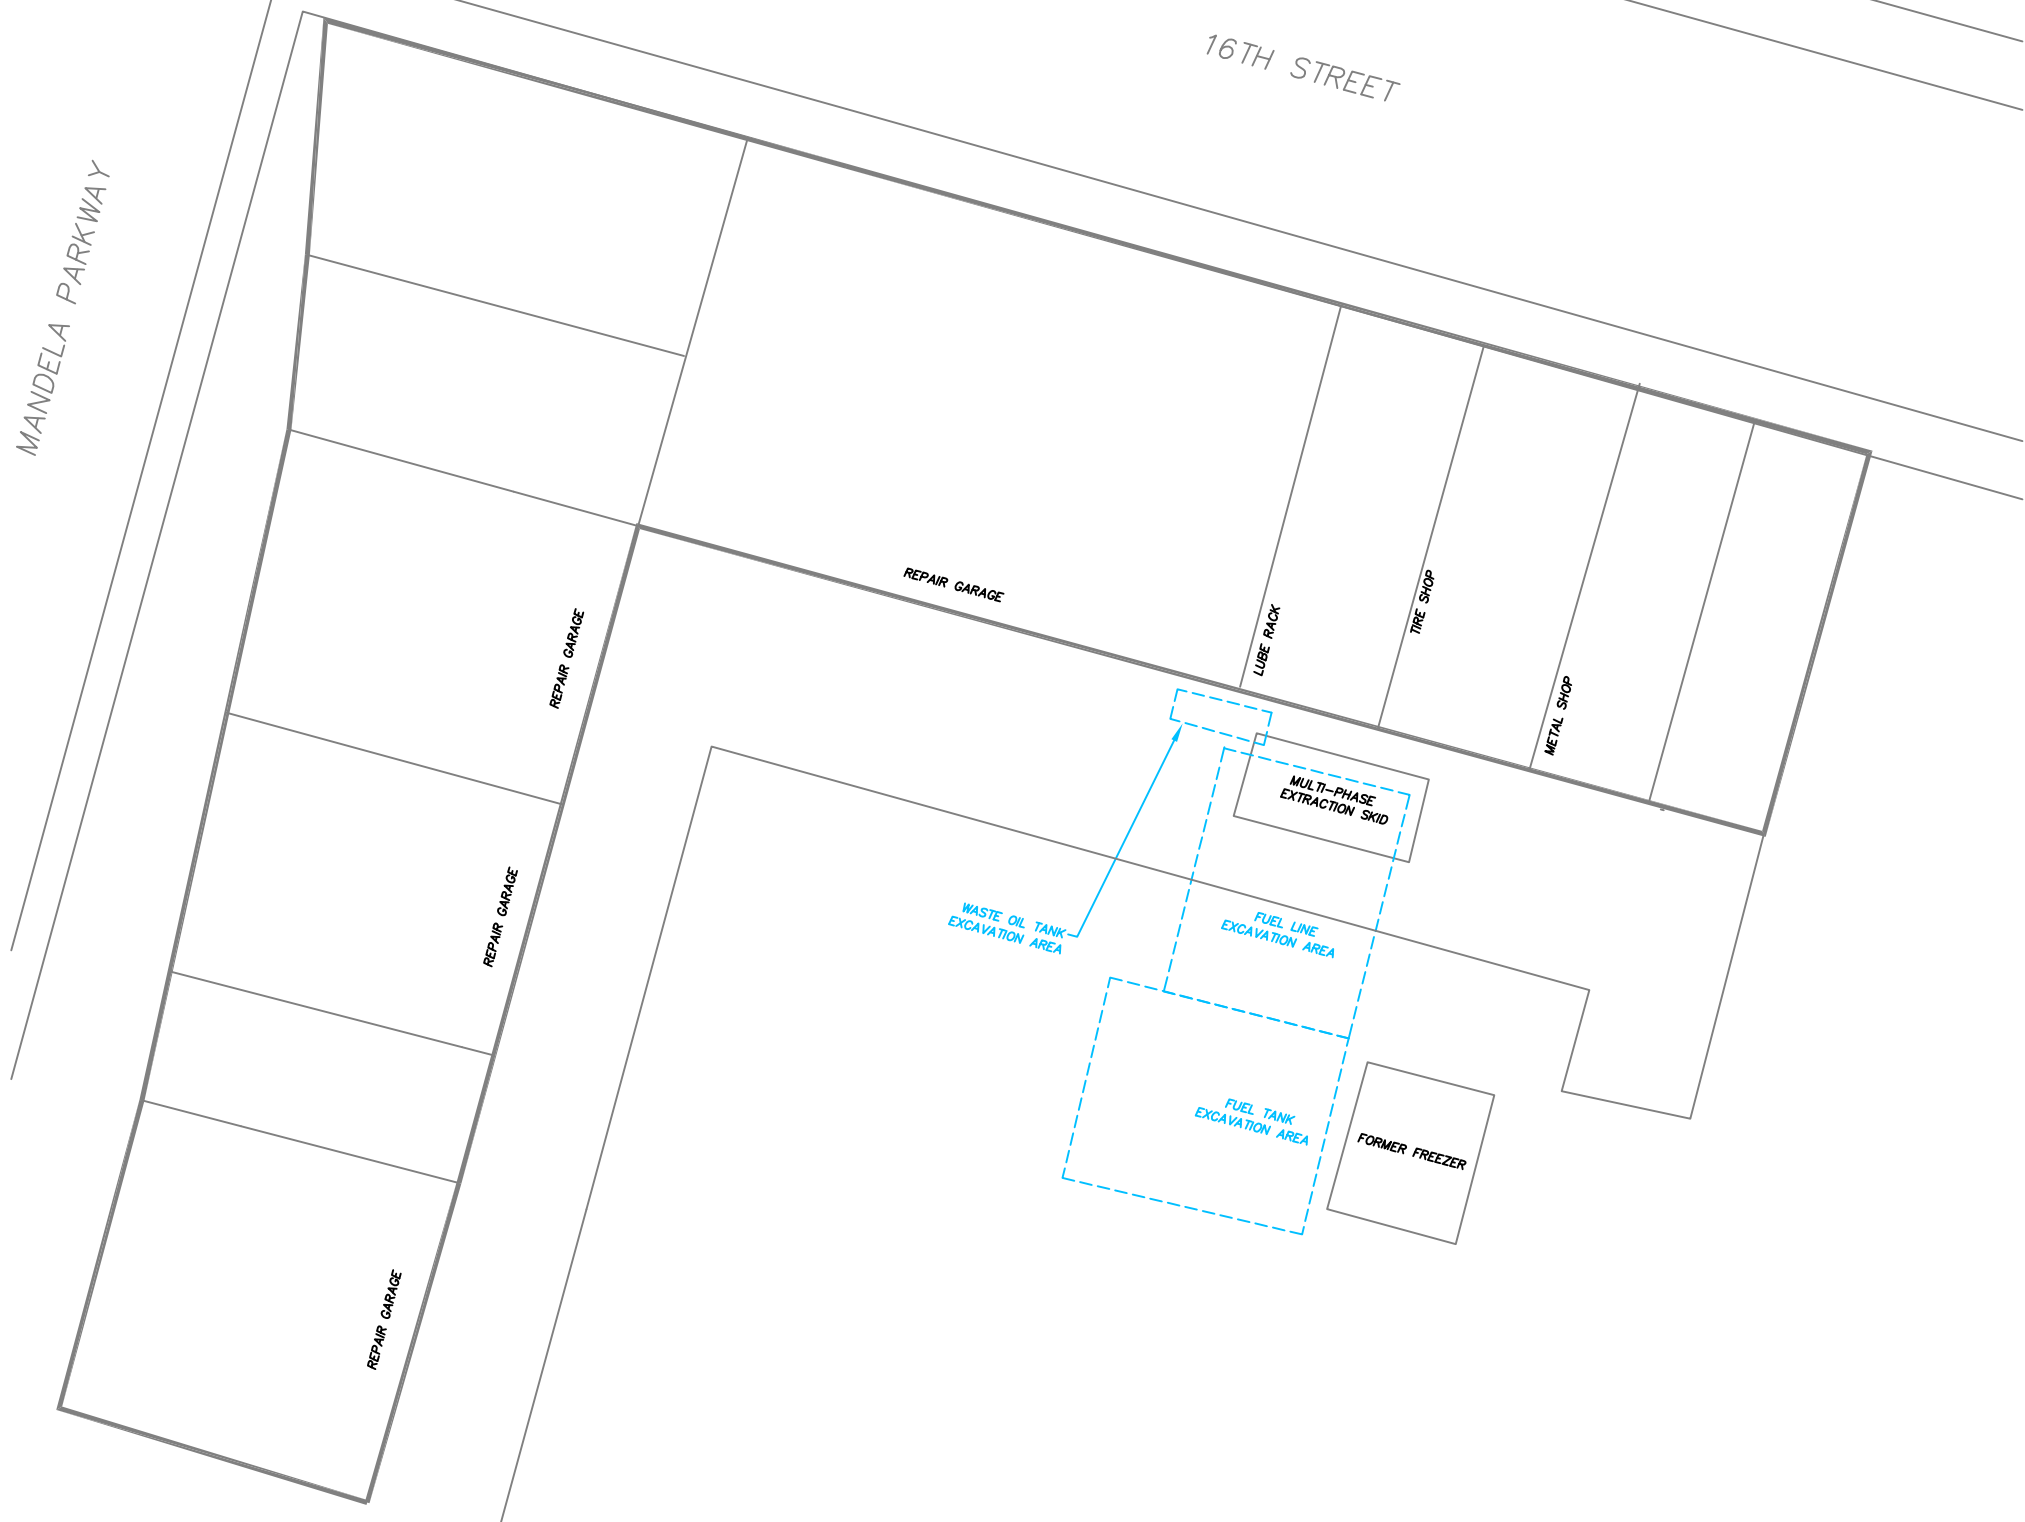 16TH STREET
MANDELA PARKWAY
REPAIR GARAGE
REPAIR GARAGE
LUBE RACK
TIRE SHOP
METAL SHOP
MULTI-PHASE
EXTRACTION SKID
REPAIR GARAGE
WASTE OIL TANK
EXCAVATION AREA
FUEL LINE
EXCAVATION AREA
FUEL TANK
EXCAVATION AREA
FORMER FREEZER
REPAIR GARAGE